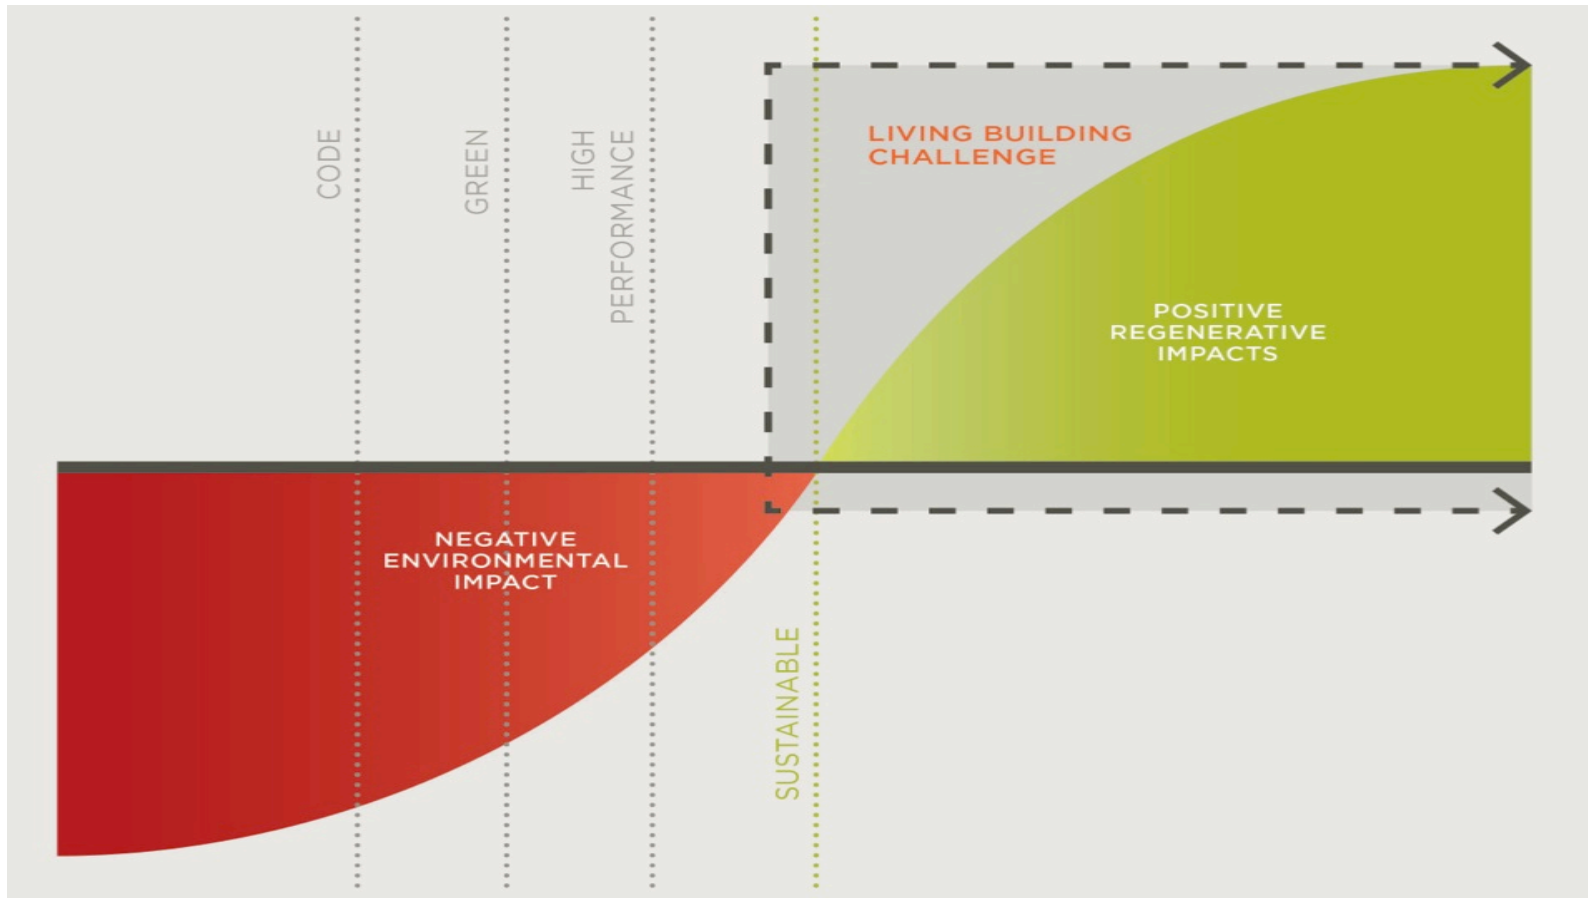 CODE
GREEN
HIGH
PERFORMANCE
LIVING BUILDING
CHALLENGE
POSITIVE
REGENERATIVE
IMPACTS
NEGATIVE
ENVIRONMENTAL
IMPACT
SUSTAINABLE